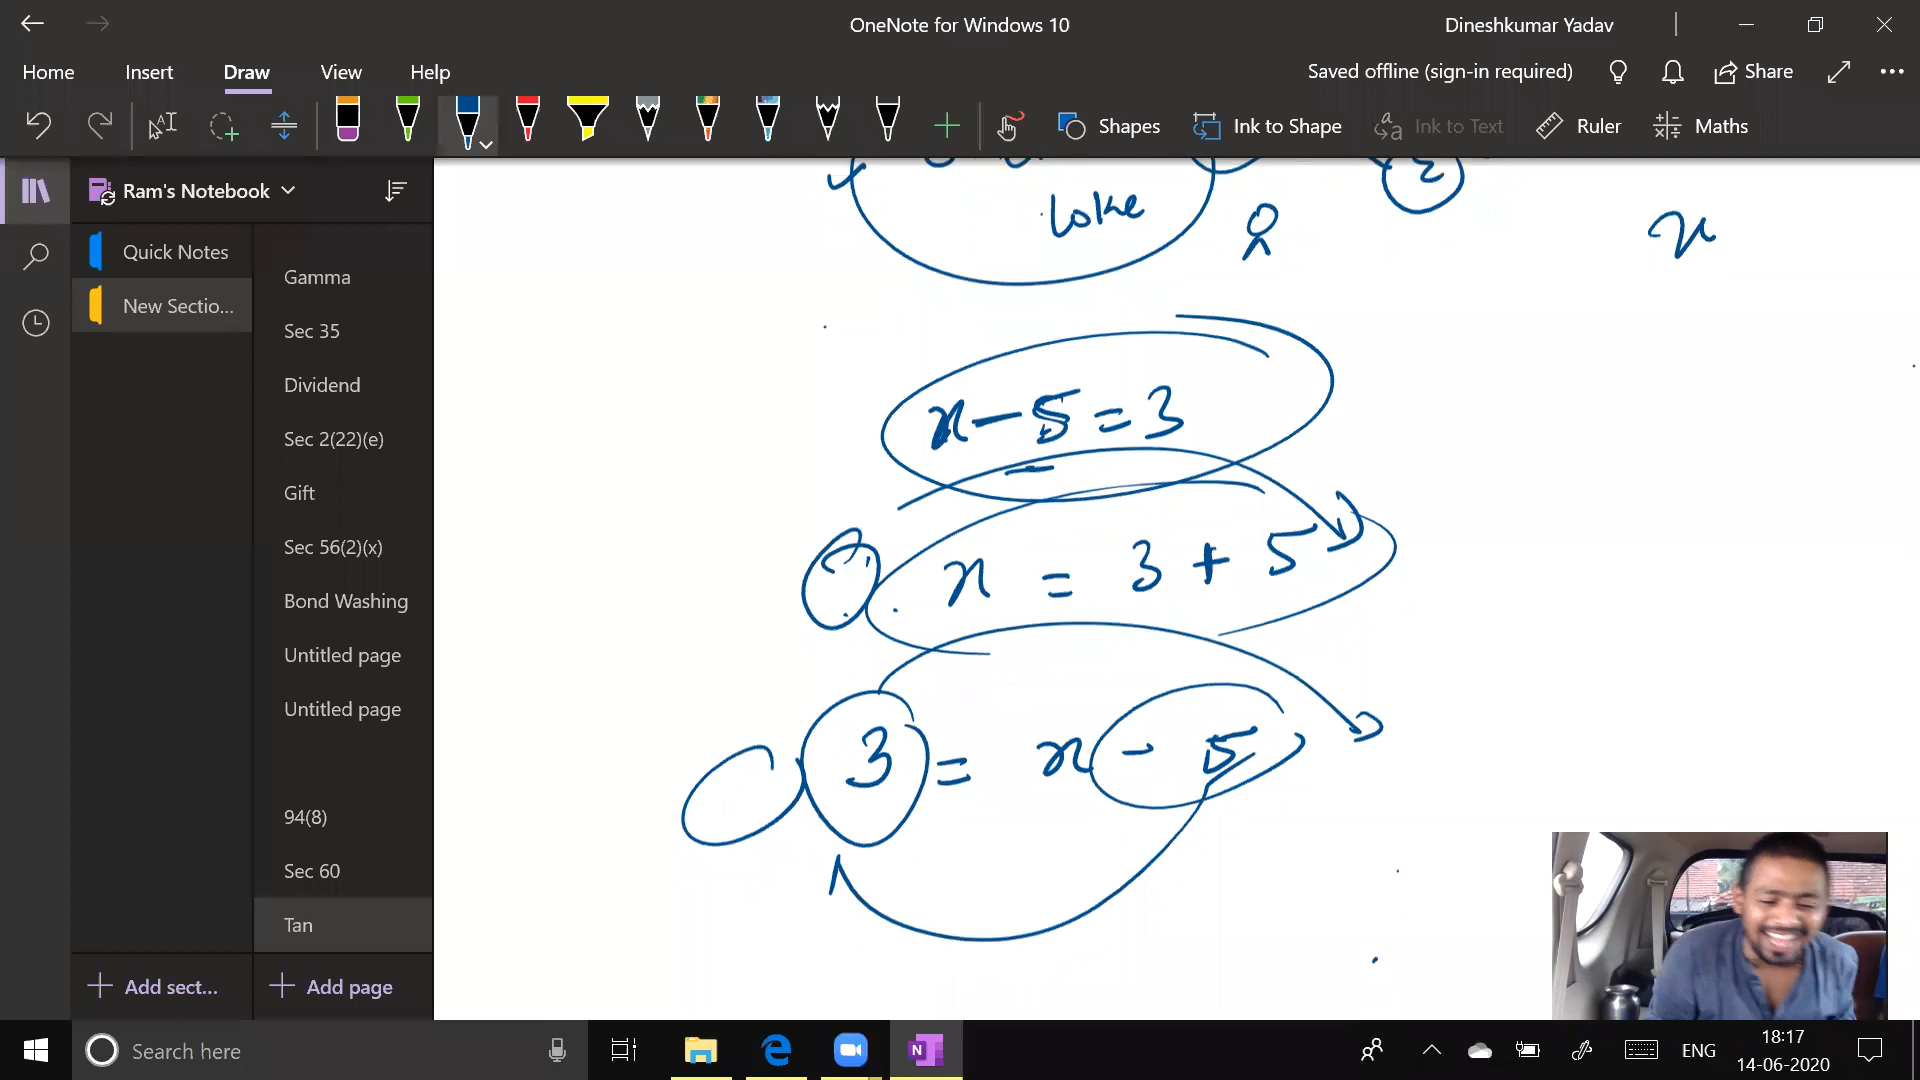 OneNote for Windows 10
Dineshkumar Yadav
Home Insert Draw View Help
Saved offline (sign-in required)
Share
Shapes
Ink to Shape
Ink to Text
Ruler
Maths
Ram's Notebook
Quick Notes
New Sectio...
Gamma
Sec 35
Dividend
Sec 2(22)(e)
Gift
Sec 56(2)(x)
Bond Washing
Untitled page
Untitled page
94(8)
Sec 60
Tan
Add sect...
Add page
2
x
x - 5 = 3
x = 3 + 5
3 = x - 5
Search here
ENG
18:17
14-06-2020